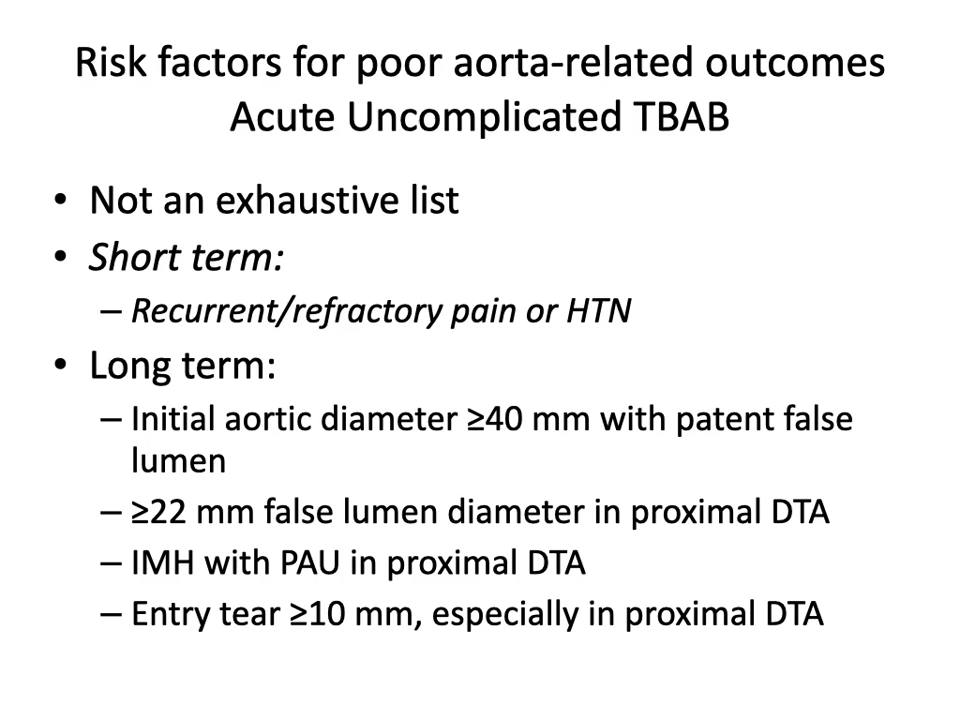 Risk factors for poor aorta-related outcomes
Acute Uncomplicated TBAB
• Not an exhaustive list
• Short term:
– Recurrent/refractory pain or HTN
• Long term:
– Initial aortic diameter ≥40 mm with patent false
lumen
– ≥22 mm false lumen diameter in proximal DTA
– IMH with PAU in proximal DTA
– Entry tear ≥10 mm, especially in proximal DTA